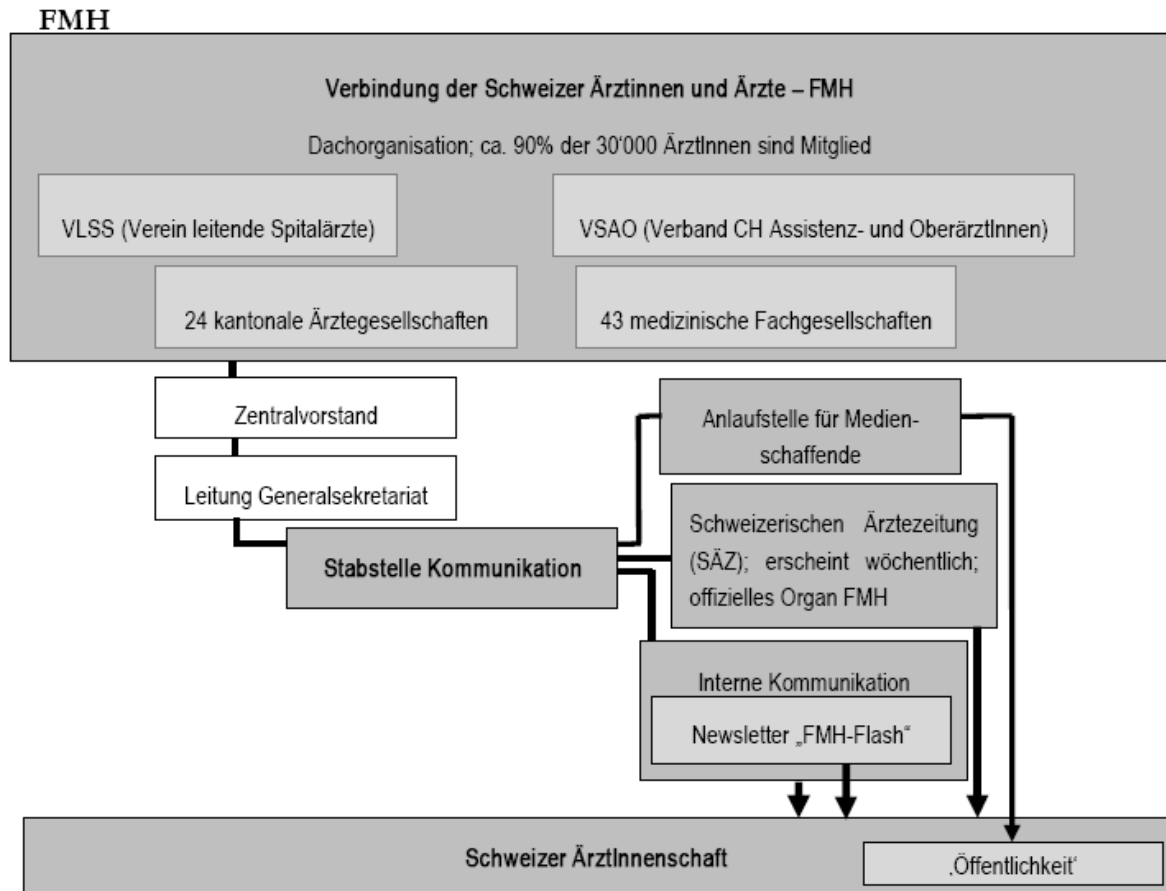 FMH
Verbindung der Schweizer Ärztinnen und Ärzte – FMH
Dachorganisation; ca. 90% der 30‘000 ÄrztInnen sind Mitglied
VLSS (Verein leitende Spitalärzte)
VSAO (Verband CH Assistenz- und OberärztInnen)
24 kantonale Ärztegesellschaften
43 medizinische Fachgesellschaften
Zentralvorstand
Leitung Generalsekretariat
Stabstelle Kommunikation
Anlaufstelle für Medien-
schaffende
Schweizerischen Ärztezeitung
(SÄZ); erscheint wöchentlich;
offizielles Organ FMH
Interne Kommunikation
Newsletter „FMH-Flash“
Schweizer ÄrztInnenschaft
‚Öffentlichkeit‘